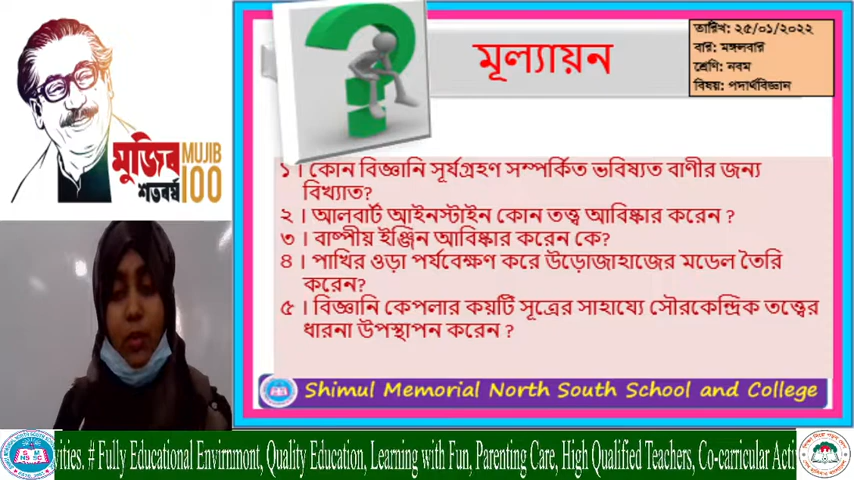 মূল্যায়ন
তারিখ: ২৫/০১/২০২২
বার: মঙ্গলবার
শ্রেণি: নবম
বিষয়: পদার্থবিজ্ঞান
মুজিব
শতবর্ষ
MUJIB
100
১। কোন বিজ্ঞানি সূর্যগ্রহণ সম্পর্কিত ভবিষ্যত বাণীর জন্য
বিখ্যাত?
২। আলবার্ট আইনস্টাইন কোন তত্ত্ব আবিষ্কার করেন ?
৩। বাষ্পীয় ইঞ্জিন আবিষ্কার করেন কে?
৪। পাখির ওড়া পর্যবেক্ষণ করে উড়োজাহাজের মডেল তৈরি
করেন?
৫। বিজ্ঞানি কেপলার কয়টি সূত্রের সাহায্যে সৌরকেন্দ্রিক তত্ত্বের
ধারনা উপস্থাপন করেন ?
Shimul Memorial North South School and College
vities. # Fully Educational Envirnment, Quality Education, Learning with Fun, Parenting Care, High Qualified Teachers, Co-carricular Acti